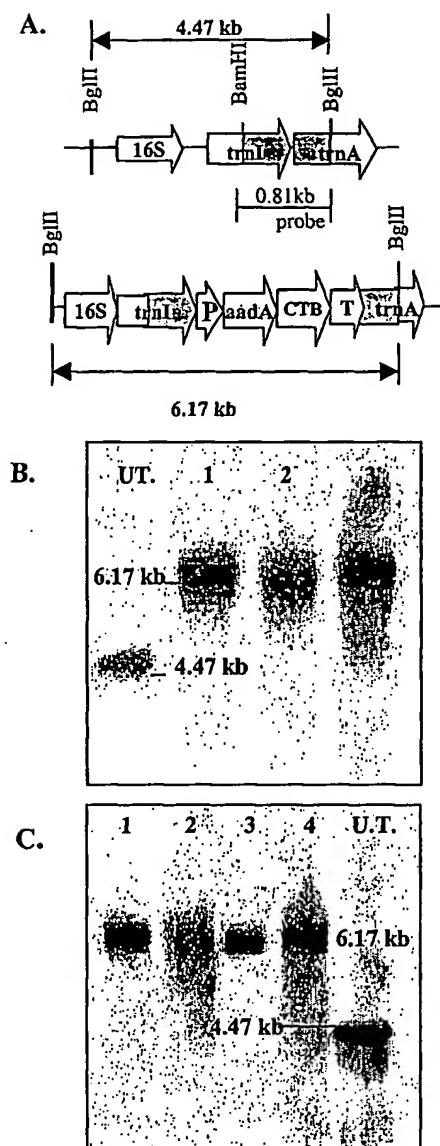 A.
4.47 kb
BglII
BamHI
BglII
16S
trnI
trnA
0.81kb
probe
BglII
BglII
16S
trnI
P
aadA
CTB
T
trnA
6.17 kb
B.
UT.
1
2
3
6.17 kb
4.47 kb
C.
1
2
3
4
U.T.
6.17 kb
4.47 kb